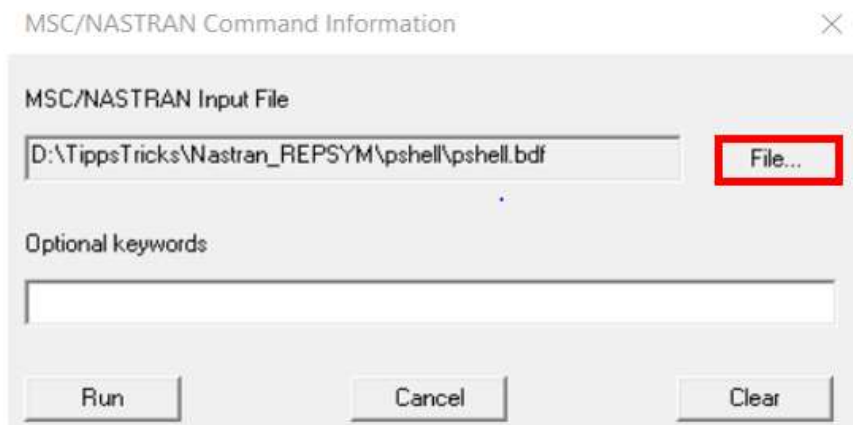 MSC/NASTRAN Command Information
MSC/NASTRAN Input File
D:\TippsTricks\Nastran_REPSYM\pshell\pshell.bdf
File...
Optional keywords
Run Cancel Clear